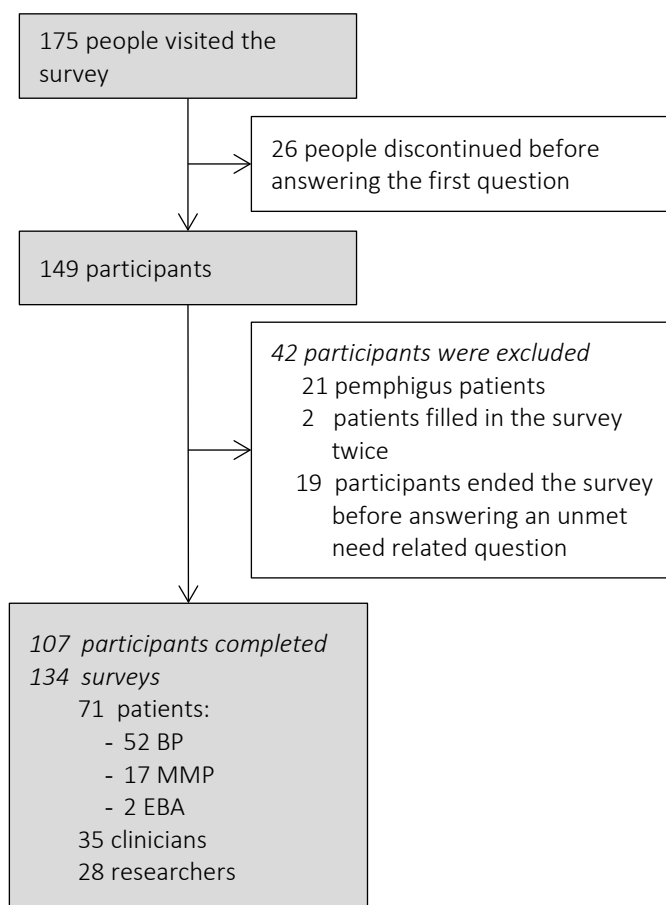 175 people visited the
survey
26 people discontinued before
answering the first question
149 participants
42 participants were excluded
21 pemphigus patients
2 patients filled in the survey
twice
19 participants ended the survey
before answering an unmet
need related question
107 participants completed
134 surveys
71 patients:
- 52 BP
- 17 MMP
- 2 EBA
35 clinicians
28 researchers